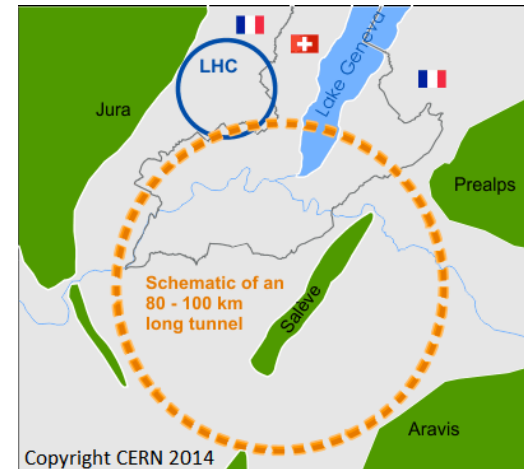 LHC
Jura
Lake Geneva
Prealps
Schematic of an
80 - 100 km
long tunnel
Salève
Aravis
Copyright CERN 2014